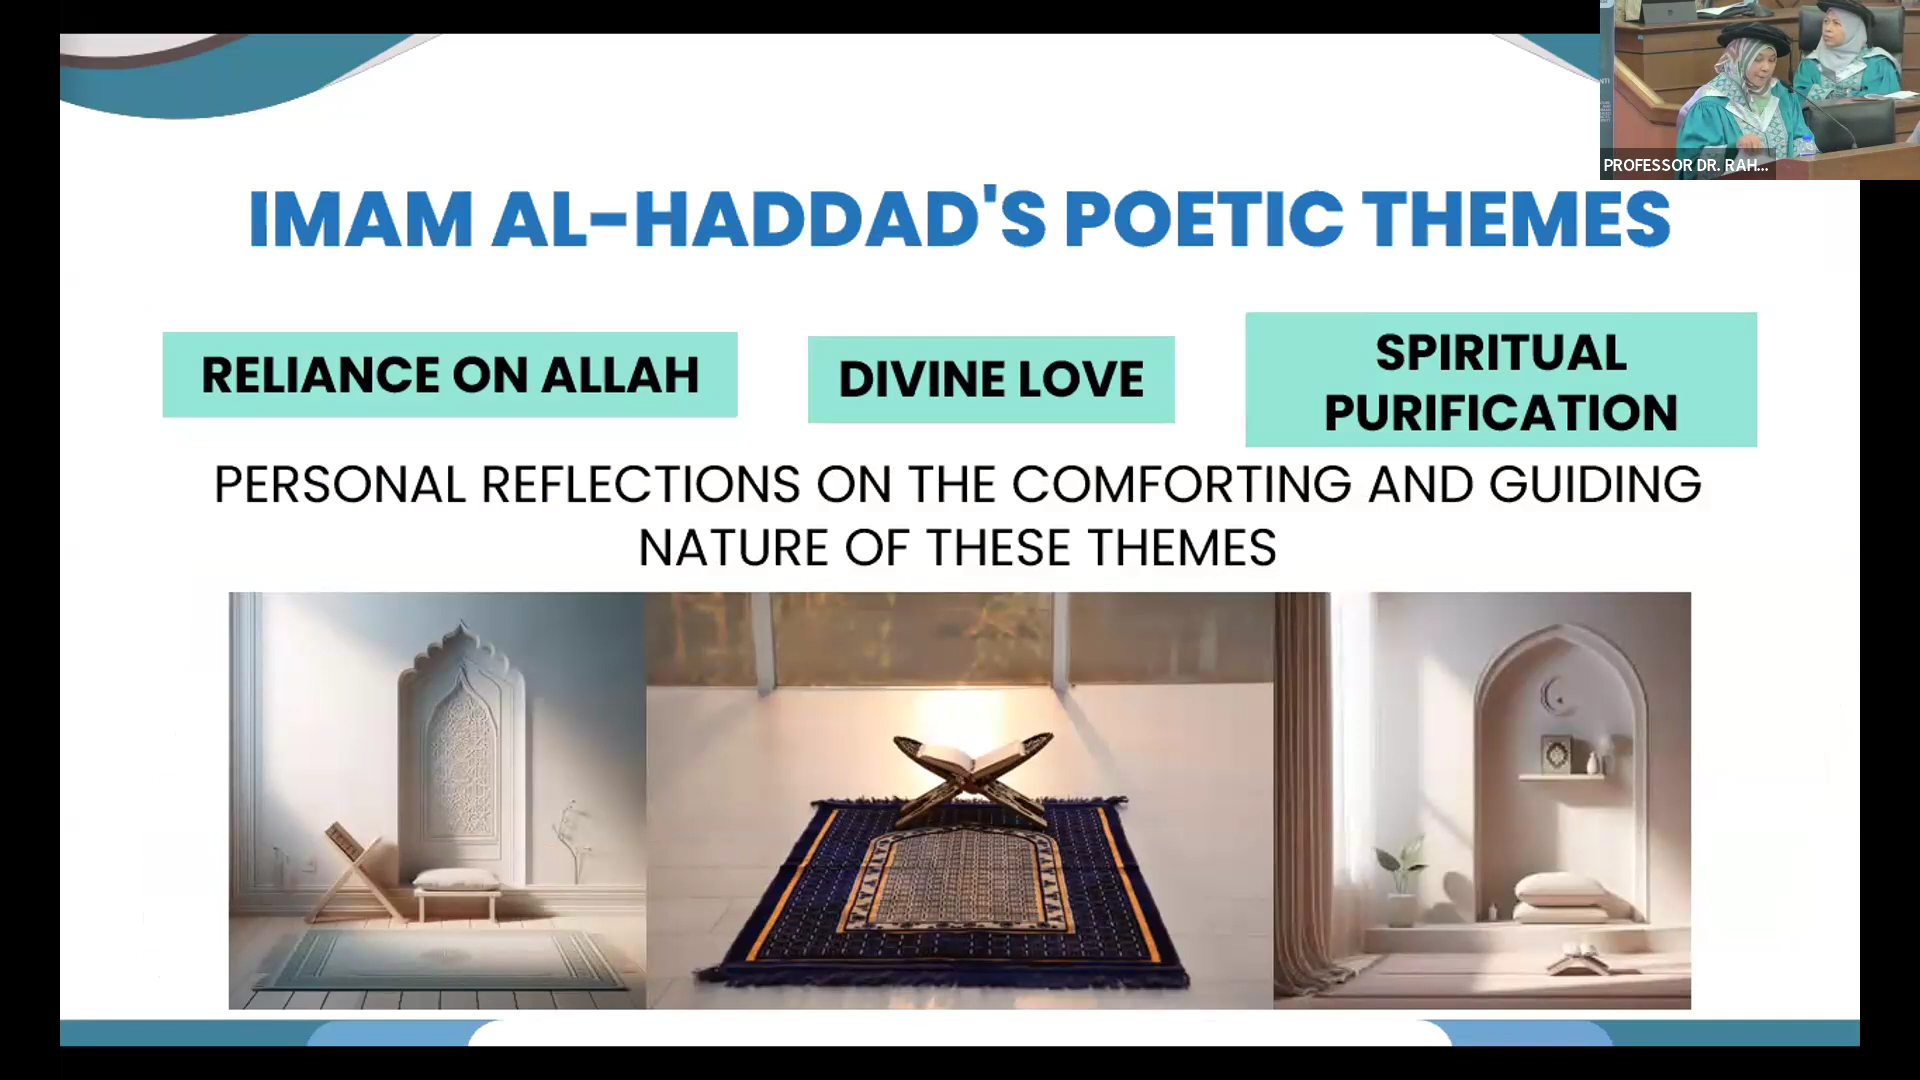 PROFESSOR DR. RAH...
IMAM AL-HADDAD'S POETIC THEMES
RELIANCE ON ALLAH
DIVINE LOVE
SPIRITUAL
PURIFICATION
PERSONAL REFLECTIONS ON THE COMFORTING AND GUIDING
NATURE OF THESE THEMES